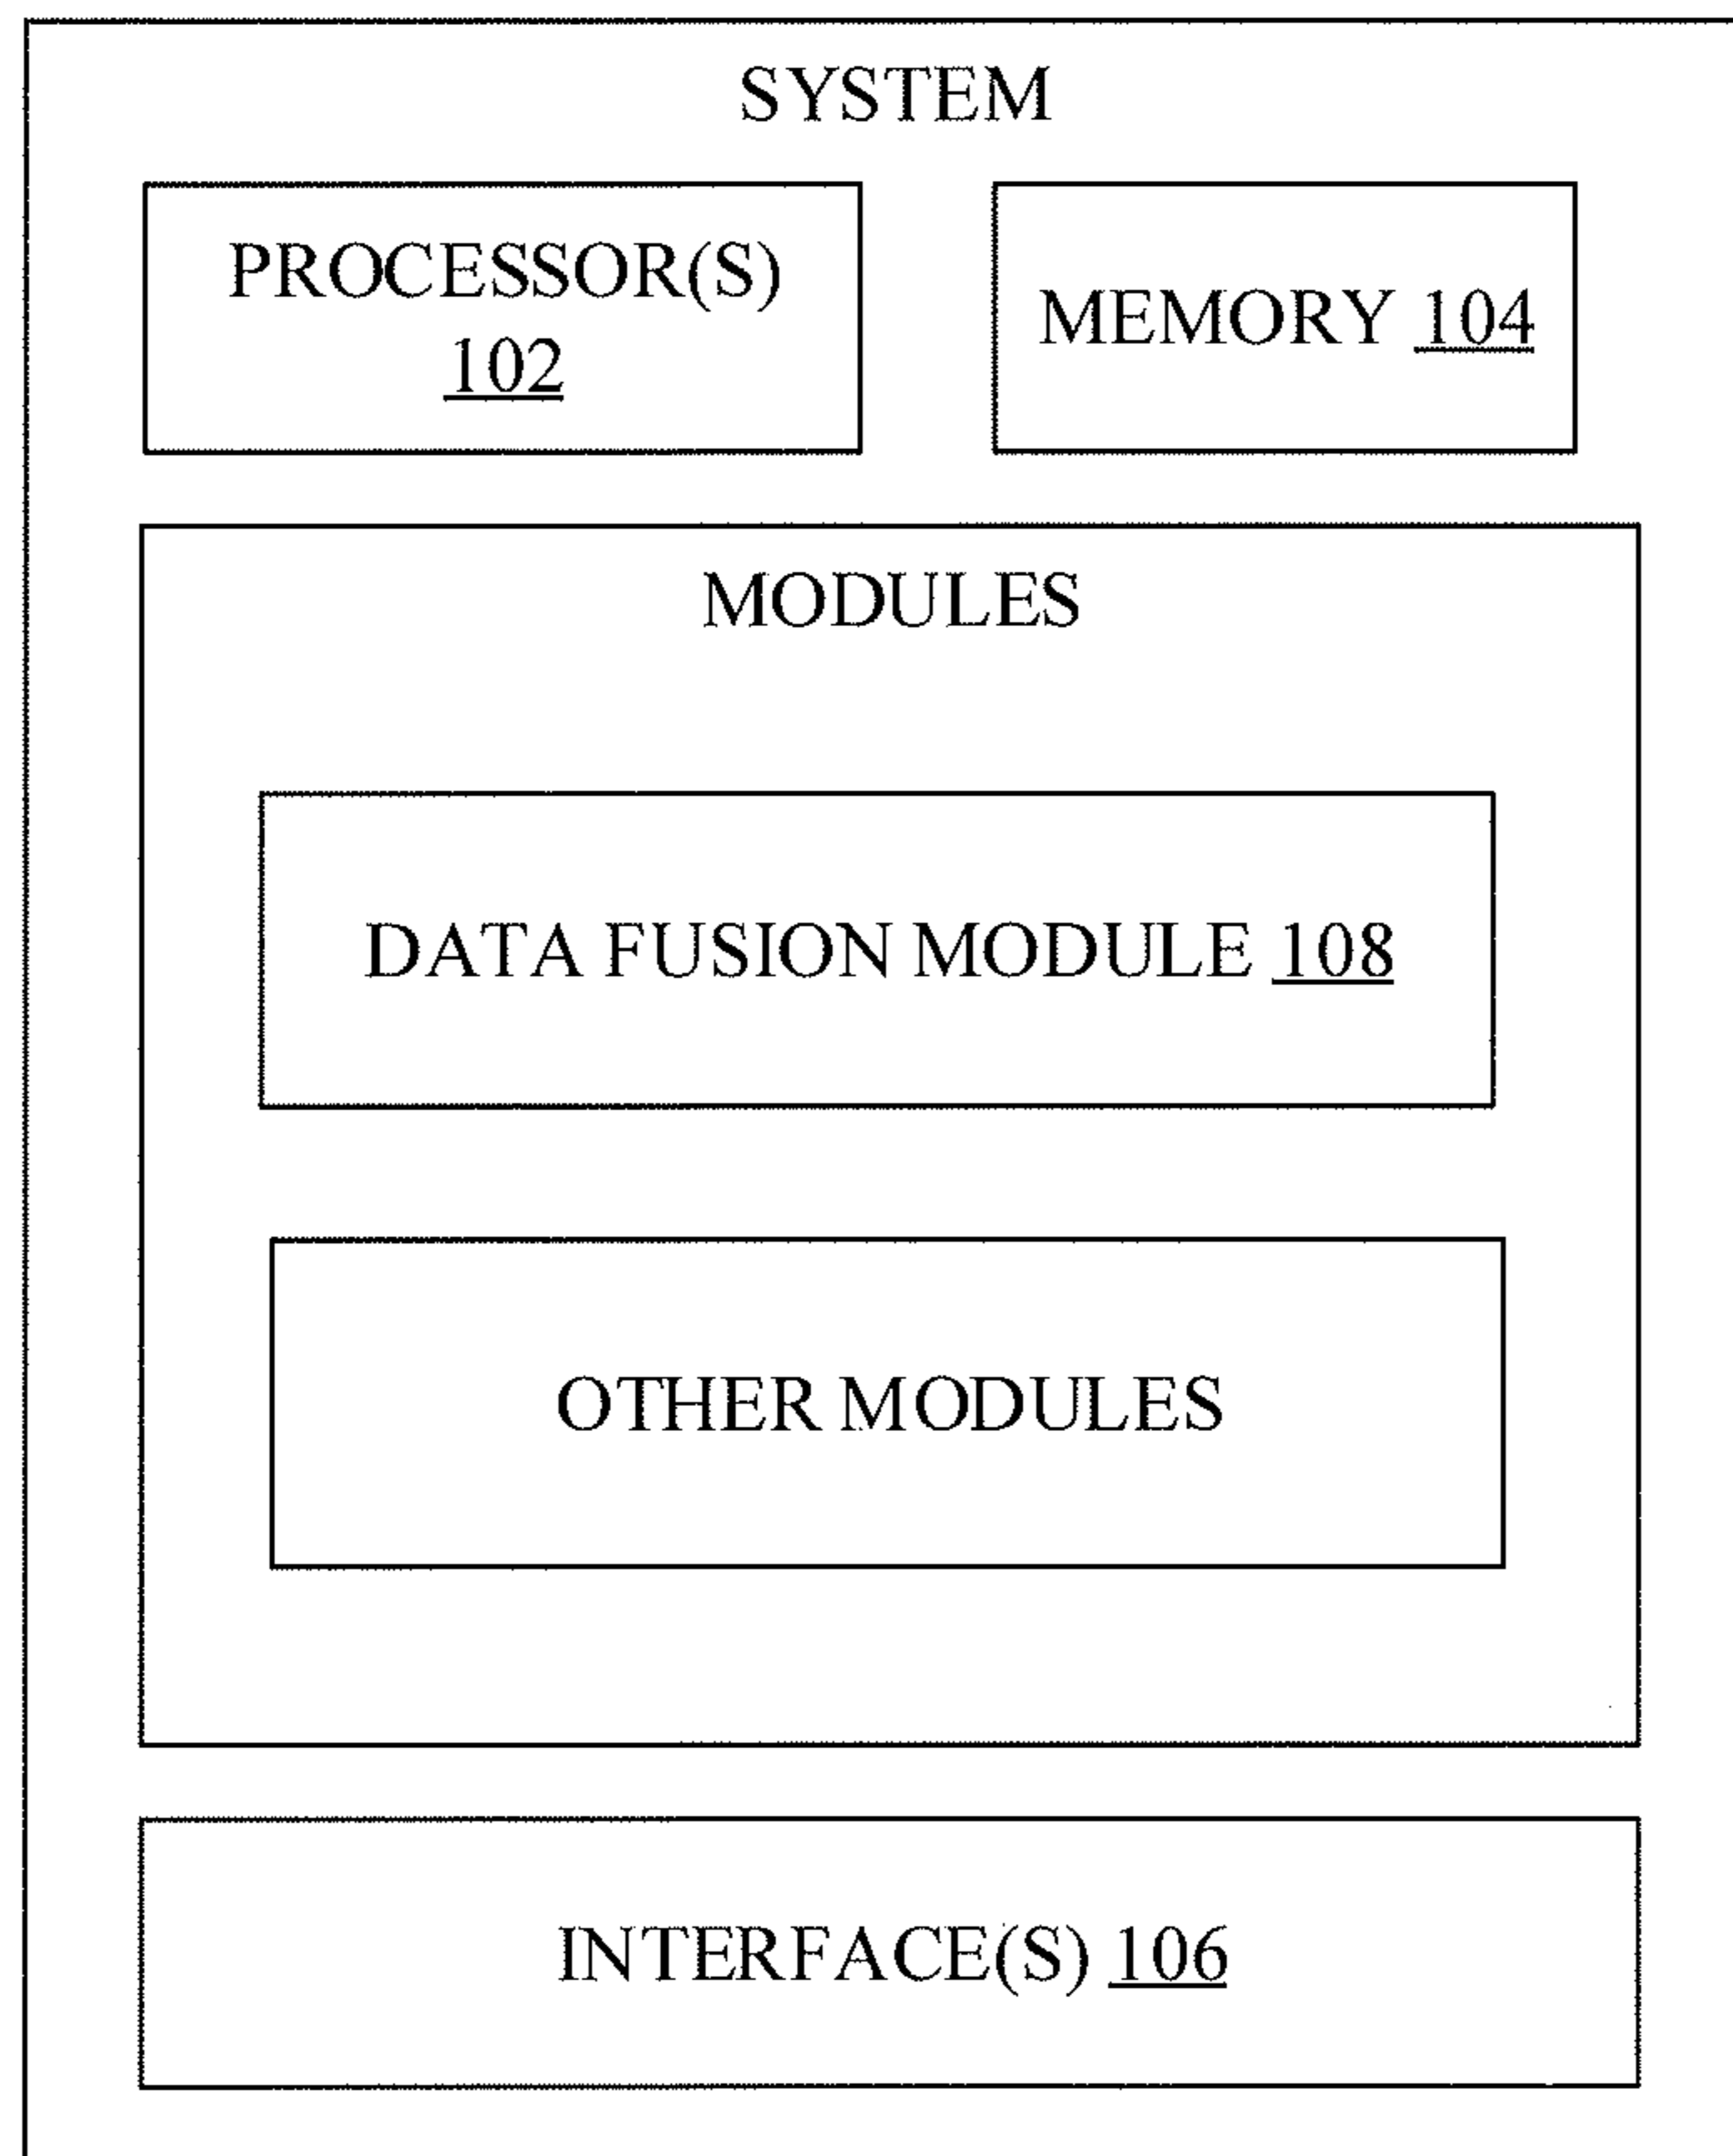 SYSTEM
PROCESSOR(S)
102
MEMORY 104
MODULES
DATA FUSION MODULE 108
OTHER MODULES
INTERFACE(S) 106